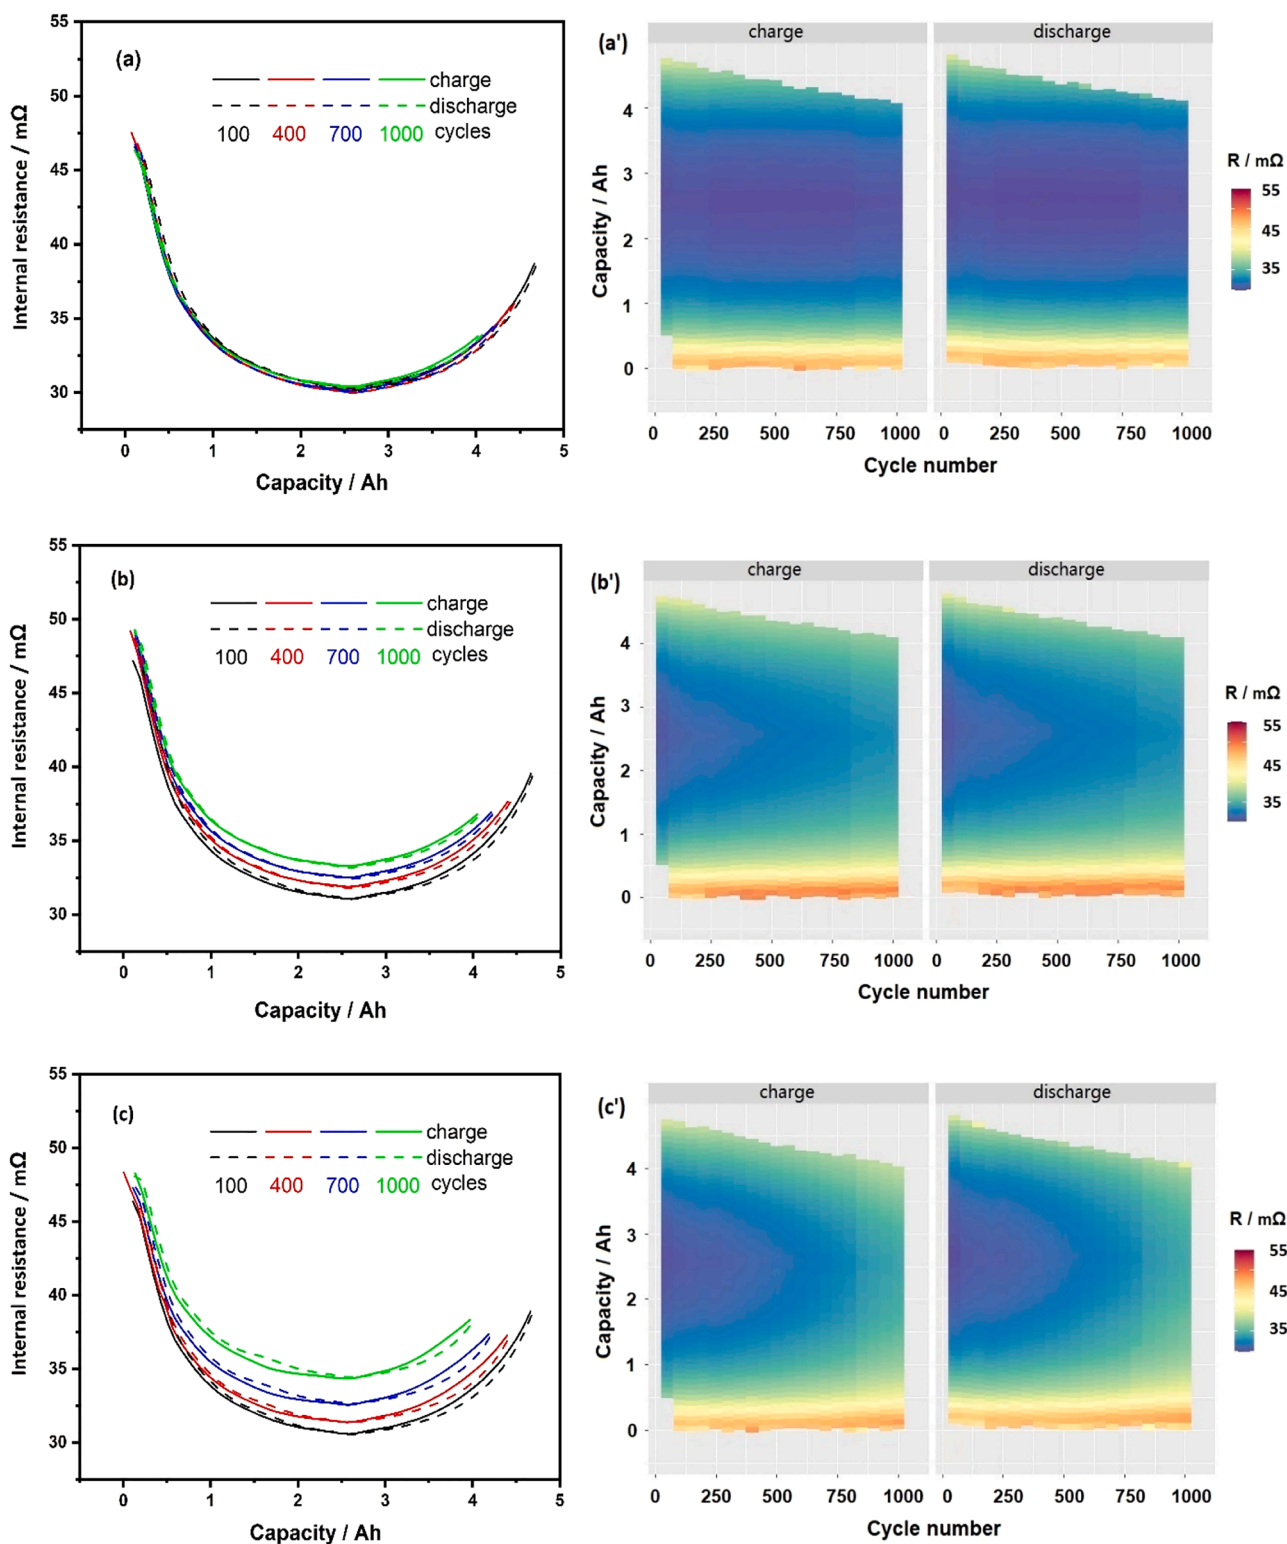 (a)
charge
discharge
100 400 700 1000 cycles
Internal resistance / mΩ
55
50
45
40
35
30
0 1 2 3 4 5
Capacity / Ah
(a')
charge discharge
Capacity / Ah
4
3
2
1
0
0 250 500 750 1000 0 250 500 750 1000
Cycle number
R / mΩ
55
45
35
(b)
charge
discharge
100 400 700 1000 cycles
Internal resistance / mΩ
55
50
45
40
35
30
0 1 2 3 4 5
Capacity / Ah
(b')
charge discharge
Capacity / Ah
4
3
2
1
0
0 250 500 750 1000 0 250 500 750 1000
Cycle number
R / mΩ
55
45
35
(c)
charge
discharge
100 400 700 1000 cycles
Internal resistance / mΩ
55
50
45
40
35
30
0 1 2 3 4 5
Capacity / Ah
(c')
charge discharge
Capacity / Ah
4
3
2
1
0
0 250 500 750 1000 0 250 500 750 1000
Cycle number
R / mΩ
55
45
35